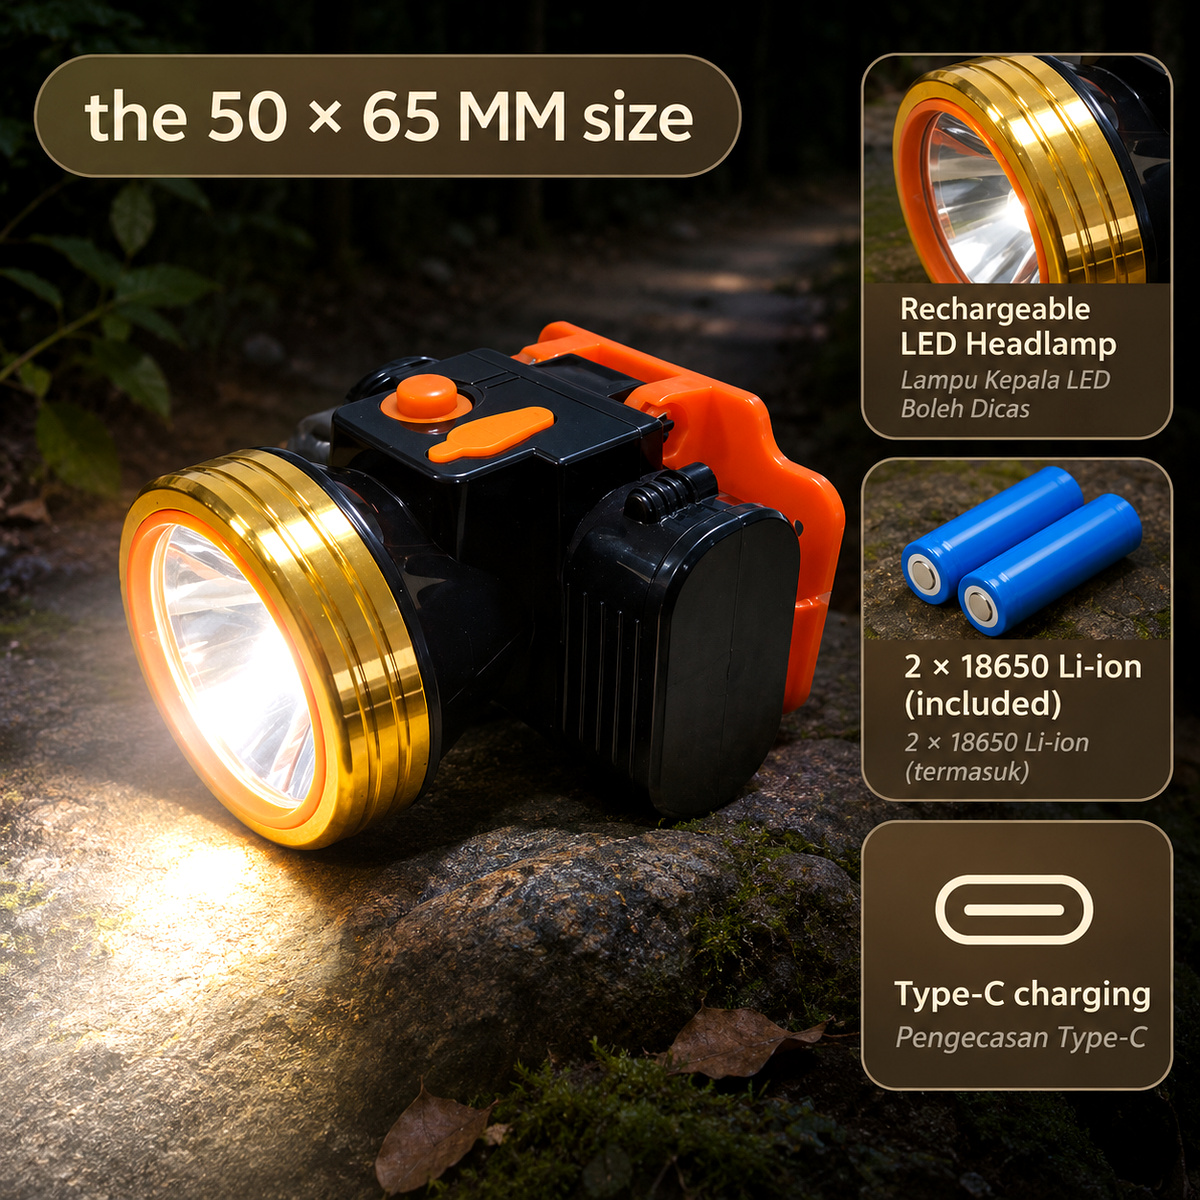 the 50 × 65 MM size
Rechargeable
LED Headlamp
Lampu Kepala LED
Boleh Dicas
2 × 18650 Li-ion
(included)
2 × 18650 Li-ion
(termasuk)
Type-C charging
Pengecasan Type-C